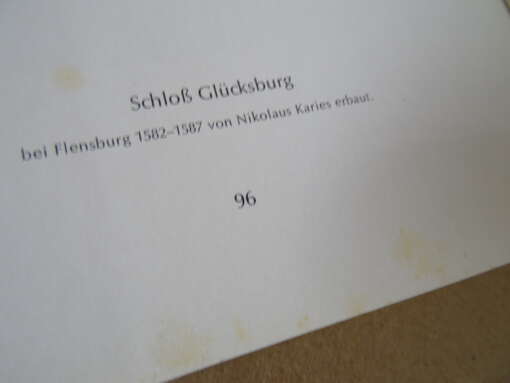 Schloß Glücksburg
bei Flensburg 1582–1587 von Nikolaus Karies erbaut.
96